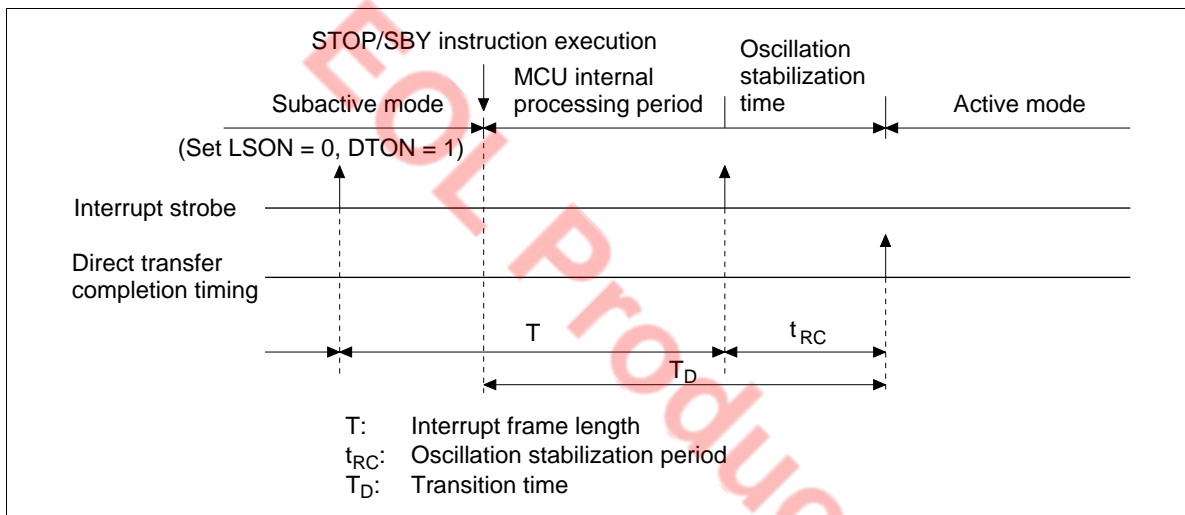 STOP/SBY instruction execution
Oscillation
stabilization
time
MCU internal
processing period
Subactive mode
Active mode
(Set LSON = 0, DTON = 1)
Interrupt strobe
Direct transfer
completion timing
T
tRC
TD
T: Interrupt frame length
tRC: Oscillation stabilization period
TD: Transition time
EOL Produc